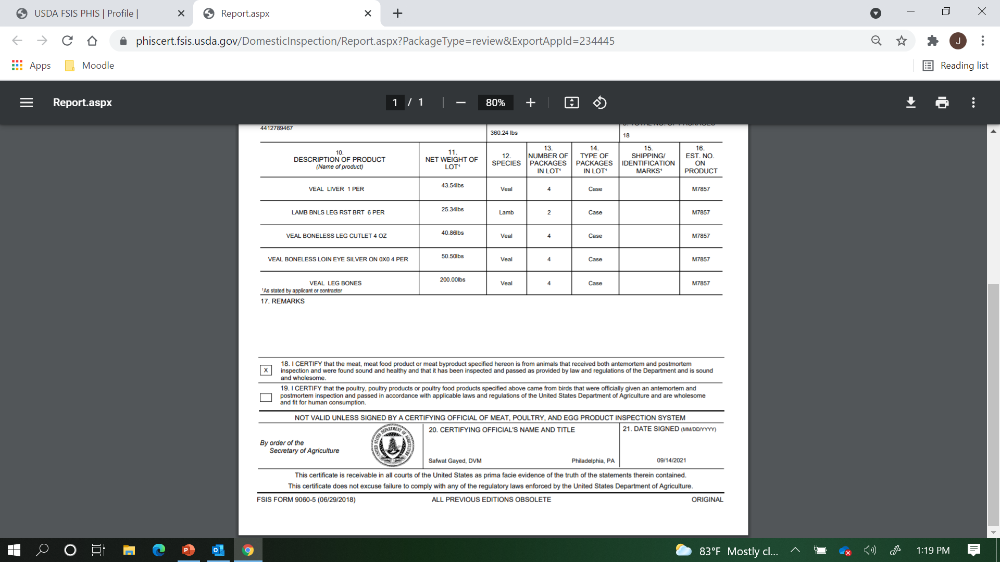 USDA FSIS PHIS | Profile |
Report.aspx
phiscert.fsis.usda.gov/DomesticInspection/Report.aspx?PackageType=review&ExportAppId=234445
J
Apps
Moodle
Reading list
Report.aspx
1 / 1
80%
4412789467
360.24 lbs
9. TOTAL NO. OF PACKAGES
18
10. DESCRIPTION OF PRODUCT (Name of product)
11. NET WEIGHT OF LOT¹
12. SPECIES
13. NUMBER OF PACKAGES IN LOT¹
14. TYPE OF PACKAGES IN LOT¹
15. SHIPPING/ IDENTIFICATION MARKS¹
16. EST. NO. ON PRODUCT
VEAL LIVER 1 PER 43.54lbs Veal 4 Case M7857
LAMB BNLS LEG RST BRT 6 PER 25.34lbs Lamb 2 Case M7857
VEAL BONELESS LEG CUTLET 4 OZ 40.86lbs Veal 4 Case M7857
VEAL BONELESS LOIN EYE SILVER ON 0X0 4 PER 50.50lbs Veal 4 Case M7857
VEAL LEG BONES 200.00lbs Veal 4 Case M7857
¹As stated by applicant or contractor
17. REMARKS
X
18. I CERTIFY that the meat, meat food product or meat byproduct specified hereon is from animals that received both antemortem and postmortem
inspection and were found sound and healthy and that it has been inspected and passed as provided by law and regulations of the Department and is sound
and wholesome.
19. I CERTIFY that the poultry, poultry products or poultry food products specified above came from birds that were officially given an antemortem and
postmortem inspection and passed in accordance with applicable laws and regulations of the United States Department of Agriculture and are wholesome
and fit for human consumption.
NOT VALID UNLESS SIGNED BY A CERTIFYING OFFICIAL OF MEAT, POULTRY, AND EGG PRODUCT INSPECTION SYSTEM
By order of the
Secretary of Agriculture
UNITED STATES DEPARTMENT OF AGRICULTURE
20. CERTIFYING OFFICIAL'S NAME AND TITLE
Safwat Gayed, DVM Philadelphia, PA
21. DATE SIGNED (MM/DD/YYYY)
09/14/2021
This certificate is receivable in all courts of the United States as prima facie evidence of the truth of the statements therein contained.
This certificate does not excuse failure to comply with any of the regulatory laws enforced by the United States Department of Agriculture.
FSIS FORM 9060-5 (06/29/2018) ALL PREVIOUS EDITIONS OBSOLETE ORIGINAL
83°F Mostly cl... 1:19 PM